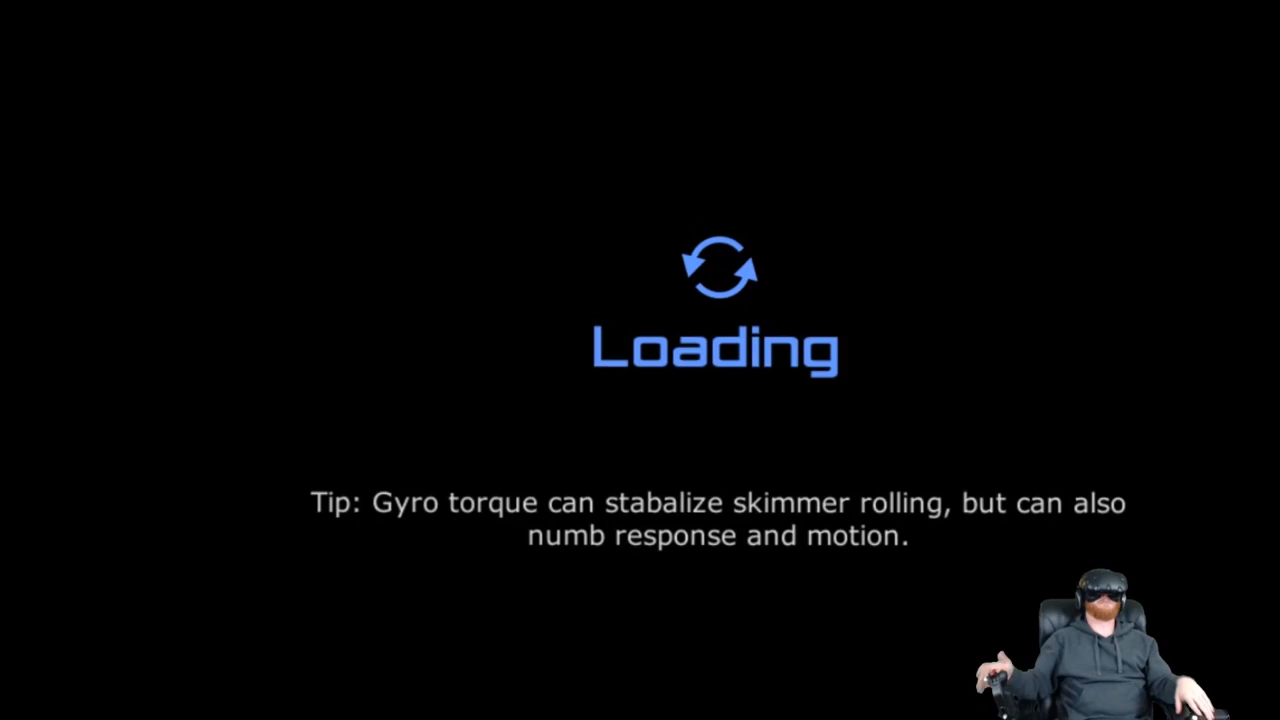 Loading
Tip: Gyro torque can stabalize skimmer rolling, but can also
numb response and motion.